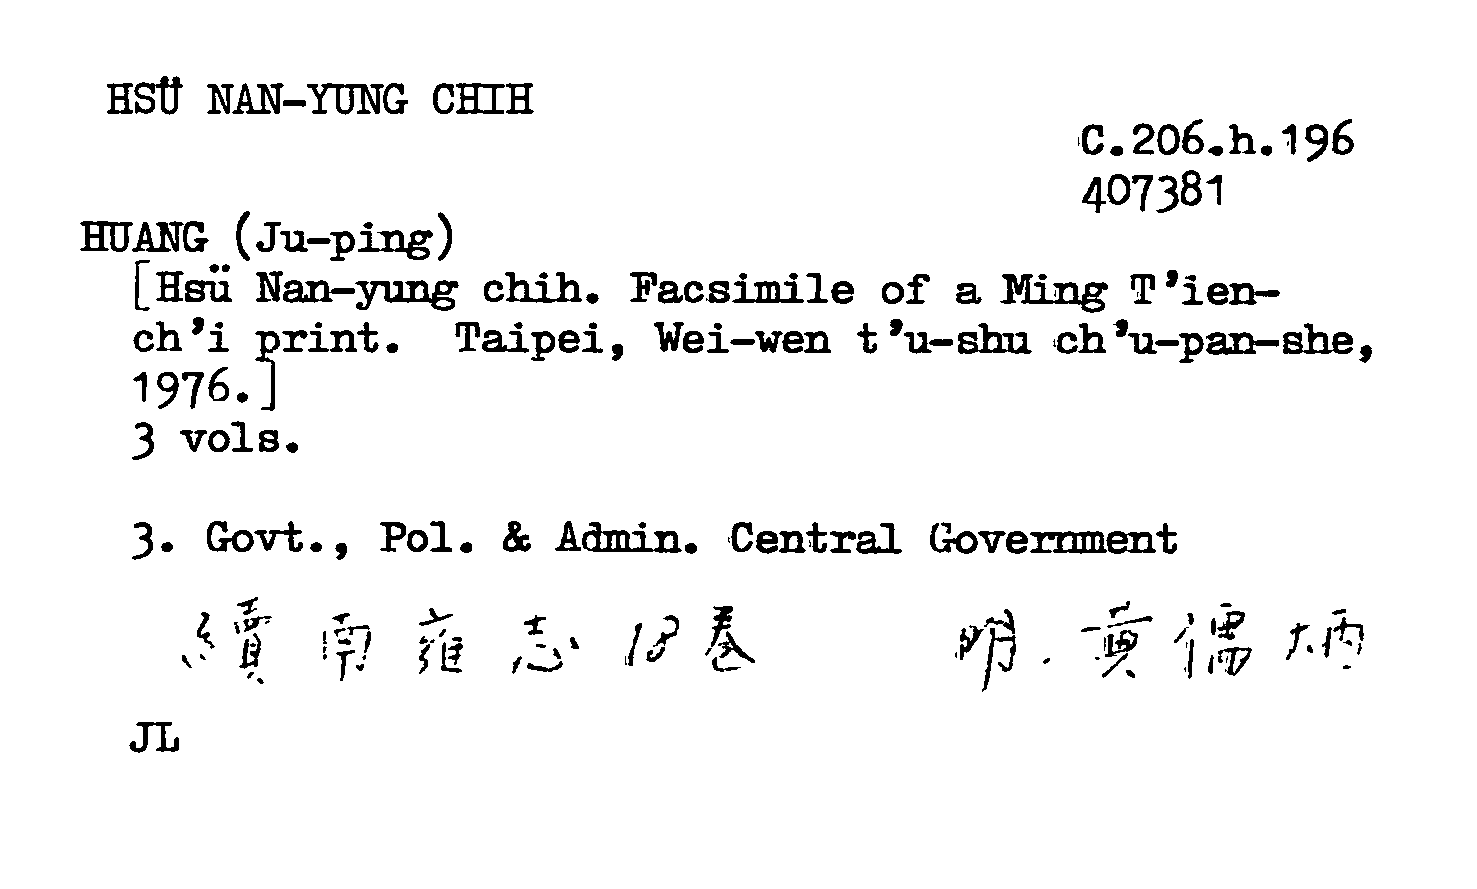 HSÜ NAN-YUNG CHIH
C.206.h.196
407381
HUANG (Ju-ping)
[Hsü Nan-yung chih. Facsimile of a Ming T'ien-
ch'i print. Taipei, Wei-wen t'u-shu ch'u-pan-she,
1976.]
3 vols.
3. Govt., Pol. & Admin. Central Government
續南雍志18卷 明.黃儒炳
JL